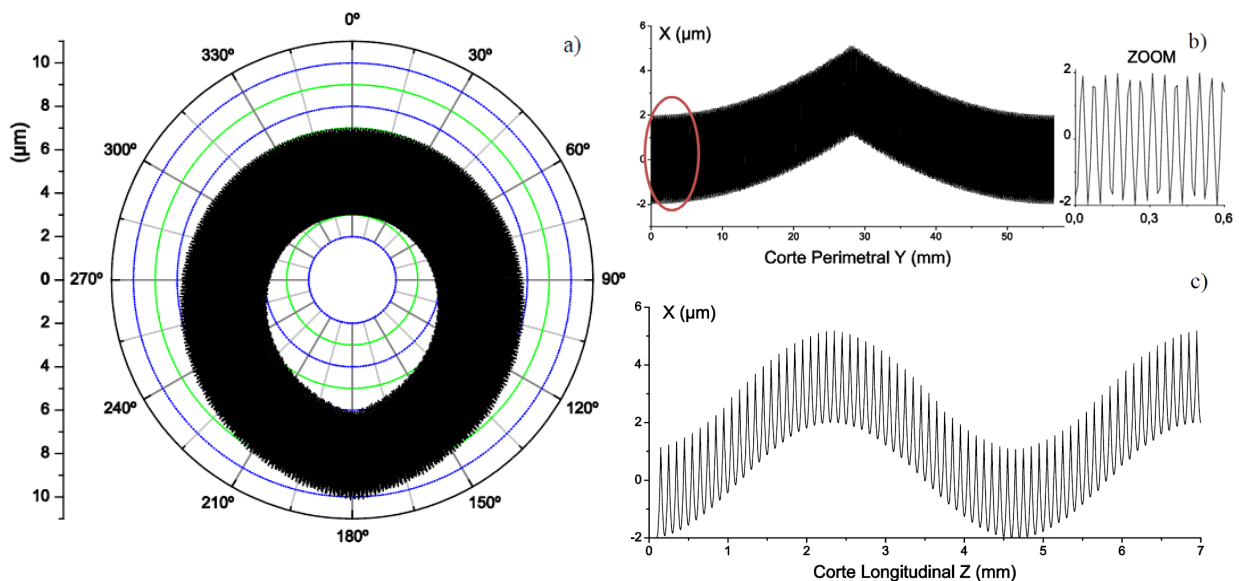 a)
0º
30º
60º
90º
120º
150º
180º
210º
240º
270º
300º
330º
(µm)
10
8
6
4
2
0
2
4
6
8
10
b)
X (µm)
6
4
2
0
-2
0 10 20 30 40 50
Corte Perimetral Y (mm)
ZOOM
2
0
-2
0,0 0,3 0,6
c)
X (µm)
6
4
2
0
-2
0 1 2 3 4 5 6 7
Corte Longitudinal Z (mm)